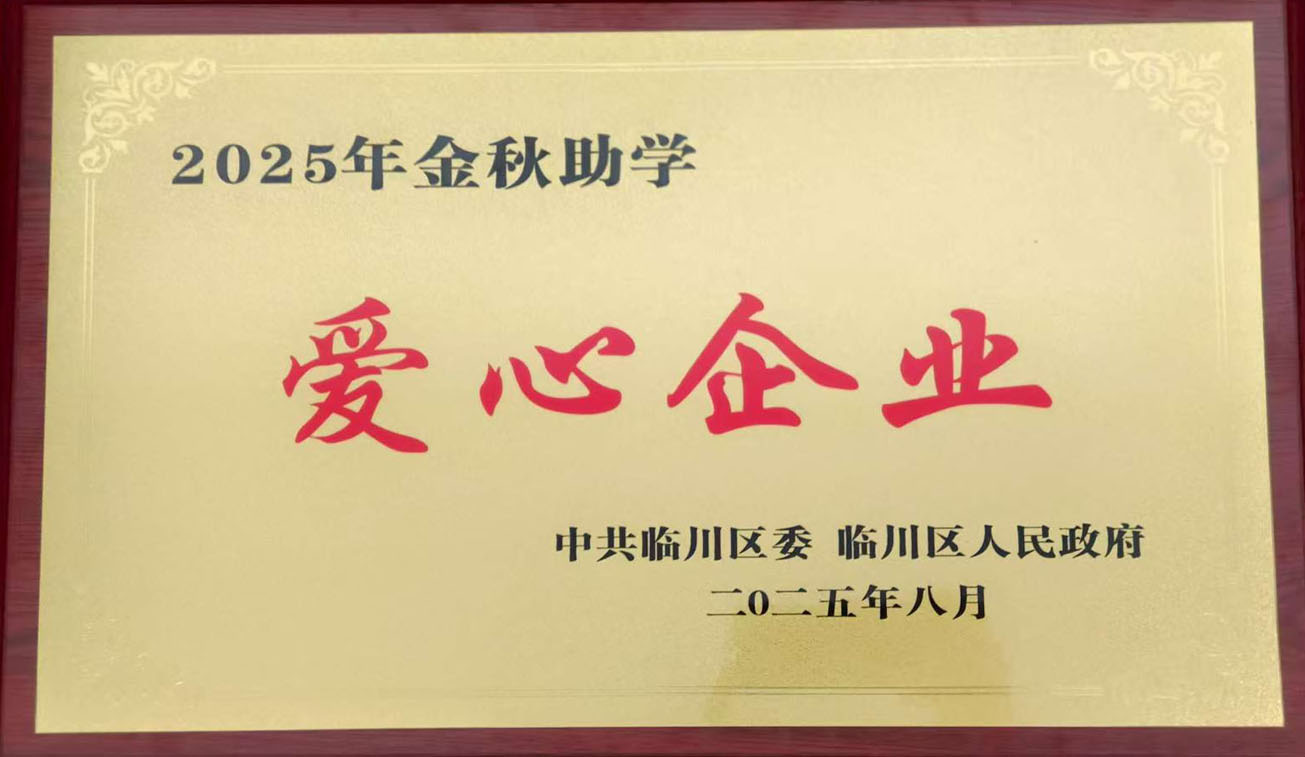 2025年金秋助学
爱心企业
中共临川区委 临川区人民政府
二0二五年八月